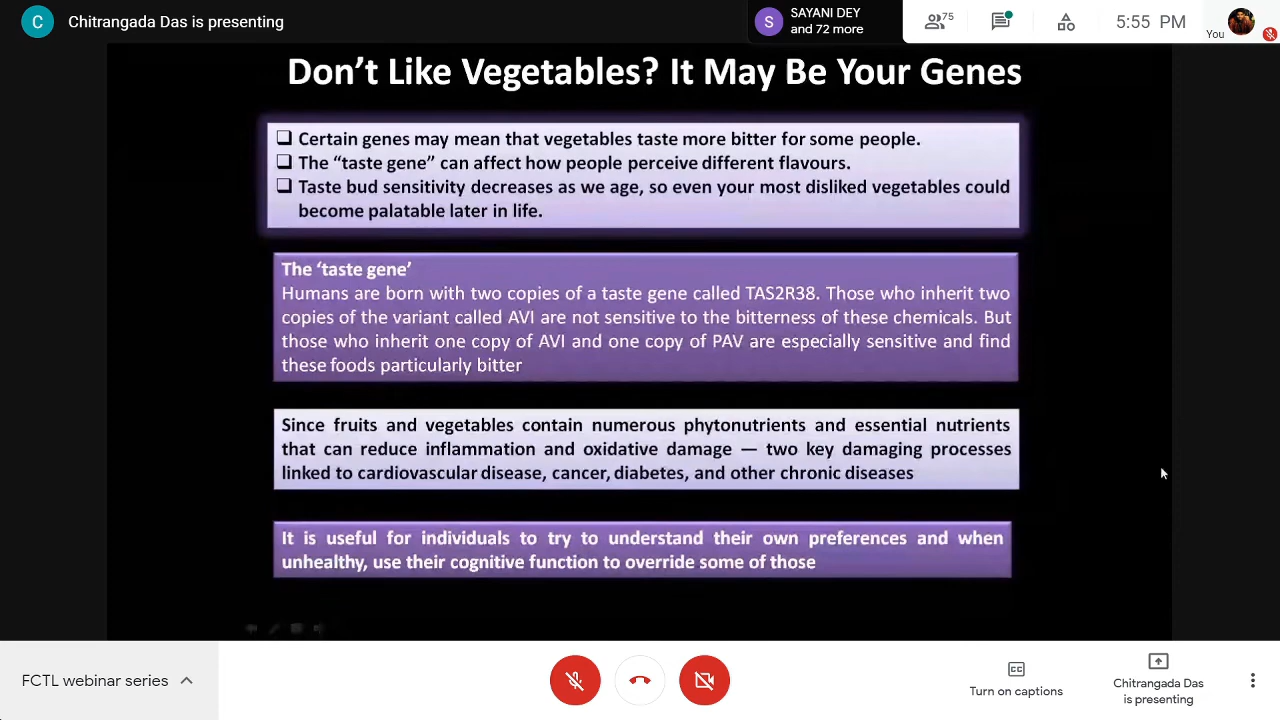 C
Chitrangada Das is presenting
S
SAYANI DEY
and 72 more
75
5:55 PM
You
Don’t Like Vegetables? It May Be Your Genes
Certain genes may mean that vegetables taste more bitter for some people.
The “taste gene” can affect how people perceive different flavours.
Taste bud sensitivity decreases as we age, so even your most disliked vegetables could
become palatable later in life.
The ‘taste gene’
Humans are born with two copies of a taste gene called TAS2R38. Those who inherit two
copies of the variant called AVI are not sensitive to the bitterness of these chemicals. But
those who inherit one copy of AVI and one copy of PAV are especially sensitive and find
these foods particularly bitter
Since fruits and vegetables contain numerous phytonutrients and essential nutrients
that can reduce inflammation and oxidative damage — two key damaging processes
linked to cardiovascular disease, cancer, diabetes, and other chronic diseases
It is useful for individuals to try to understand their own preferences and when
unhealthy, use their cognitive function to override some of those
FCTL webinar series
CC
Turn on captions
Chitrangada Das
is presenting